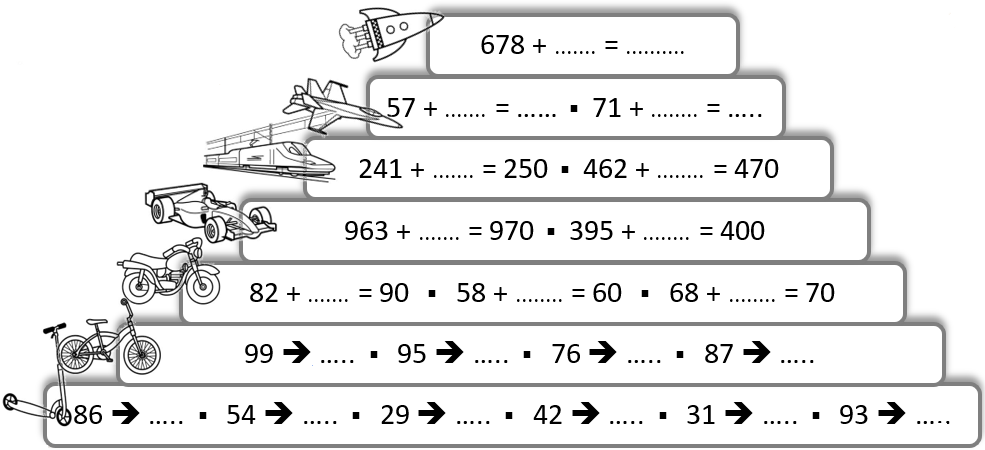 678 + ....... = ..........
57 + ....... = ...... ▪ 71 + ........ = .....
241 + ....... = 250 ▪ 462 + ........ = 470
963 + ....... = 970 ▪ 395 + ........ = 400
82 + ....... = 90 ▪ 58 + ........ = 60 ▪ 68 + ........ = 70
99 🡺 ..... ▪ 95 🡺 ..... ▪ 76 🡺 ..... ▪ 87 🡺 .....
86 🡺 ..... ▪ 54 🡺 ..... ▪ 29 🡺 ..... ▪ 42 🡺 ..... ▪ 31 🡺 ..... ▪ 93 🡺 .....